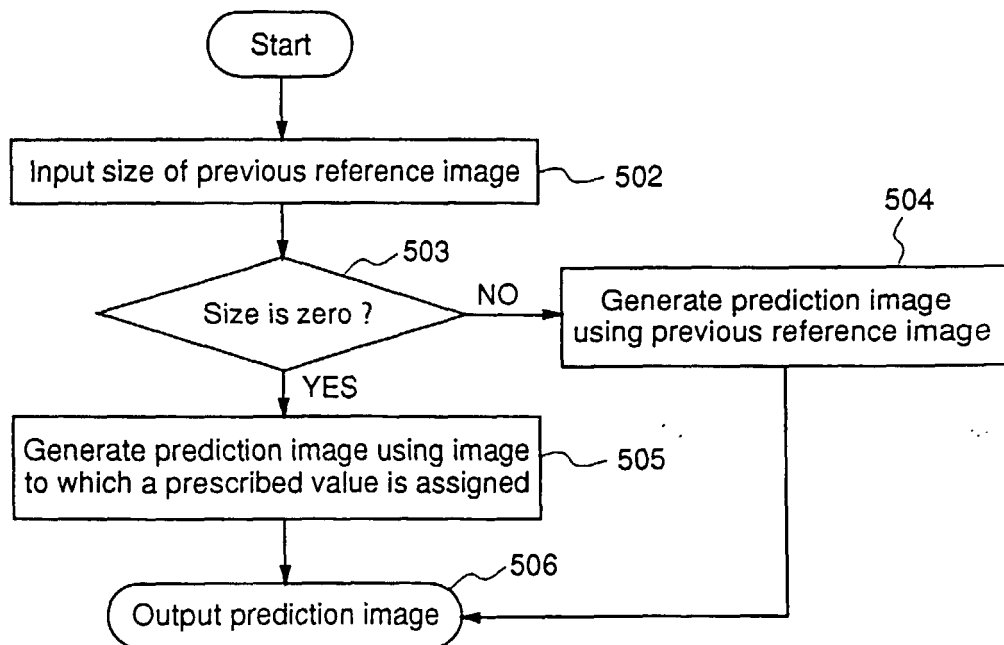 Start
Input size of previous reference image
502
503
504
Size is zero ?
NO
Generate prediction image
using previous reference image
YES
Generate prediction image using image
to which a prescribed value is assigned
505
506
Output prediction image